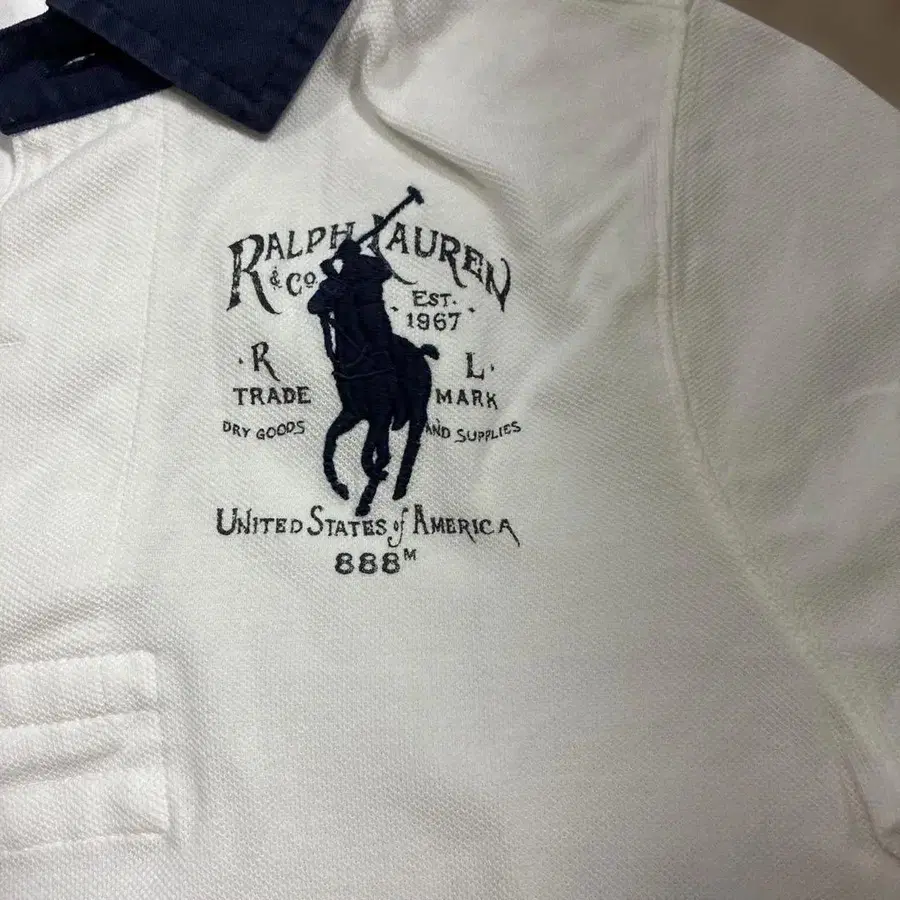 RALPH LAUREN
& Co EST.
1967
· R L ·
TRADE MARK
DRY GOODS AND SUPPLIES
UNITED STATES of AMERICA
888M